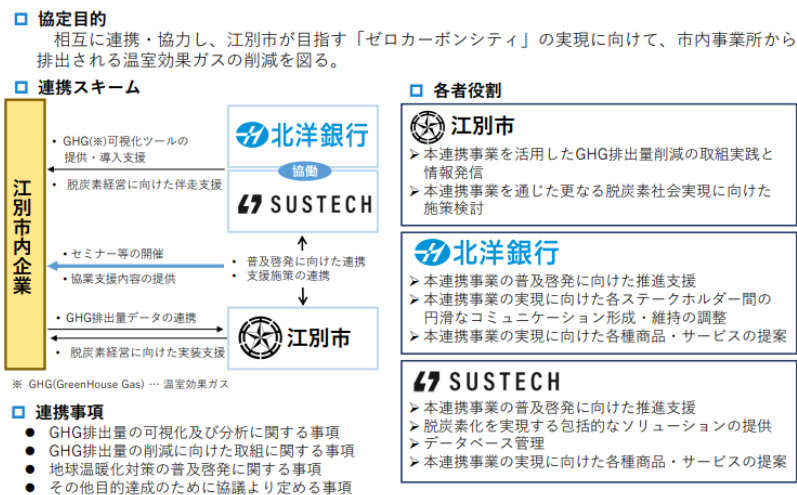 協定目的
相互に連携・協力し、江別市が目指す「ゼロカーボンシティ」の実現に向けて、市内事業所から
排出される温室効果ガスの削減を図る。
連携スキーム
江別市内企業
• GHG(※)可視化ツールの
提供・導入支援
• 脱炭素経営に向けた伴走支援
北洋銀行
協働
SUSTECH
• セミナー等の開催
• 協業支援内容の提供
• 普及啓発に向けた連携
• 支援施策の連携
• GHG排出量データの連携
• 脱炭素経営に向けた実装支援
江別市
※ GHG(GreenHouse Gas) … 温室効果ガス
連携事項
● GHG排出量の可視化及び分析に関する事項
● GHG排出量の削減に向けた取組に関する事項
● 地球温暖化対策の普及啓発に関する事項
● その他目的達成のために協議より定める事項
各者役割
江別市
➢ 本連携事業を活用したGHG排出量削減の取組実践と
情報発信
➢ 本連携事業を通じた更なる脱炭素社会実現に向けた
施策検討
北洋銀行
➢ 本連携事業の普及啓発に向けた推進支援
➢ 本連携事業の実現に向けた各ステークホルダー間の
円滑なコミュニケーション形成・維持の調整
➢ 本連携事業の実現に向けた各種商品・サービスの提案
SUSTECH
➢ 本連携事業の普及啓発に向けた推進支援
➢ 脱炭素化を実現する包括的なソリューションの提供
➢ データベース管理
➢ 本連携事業の実現に向けた各種商品・サービスの提案